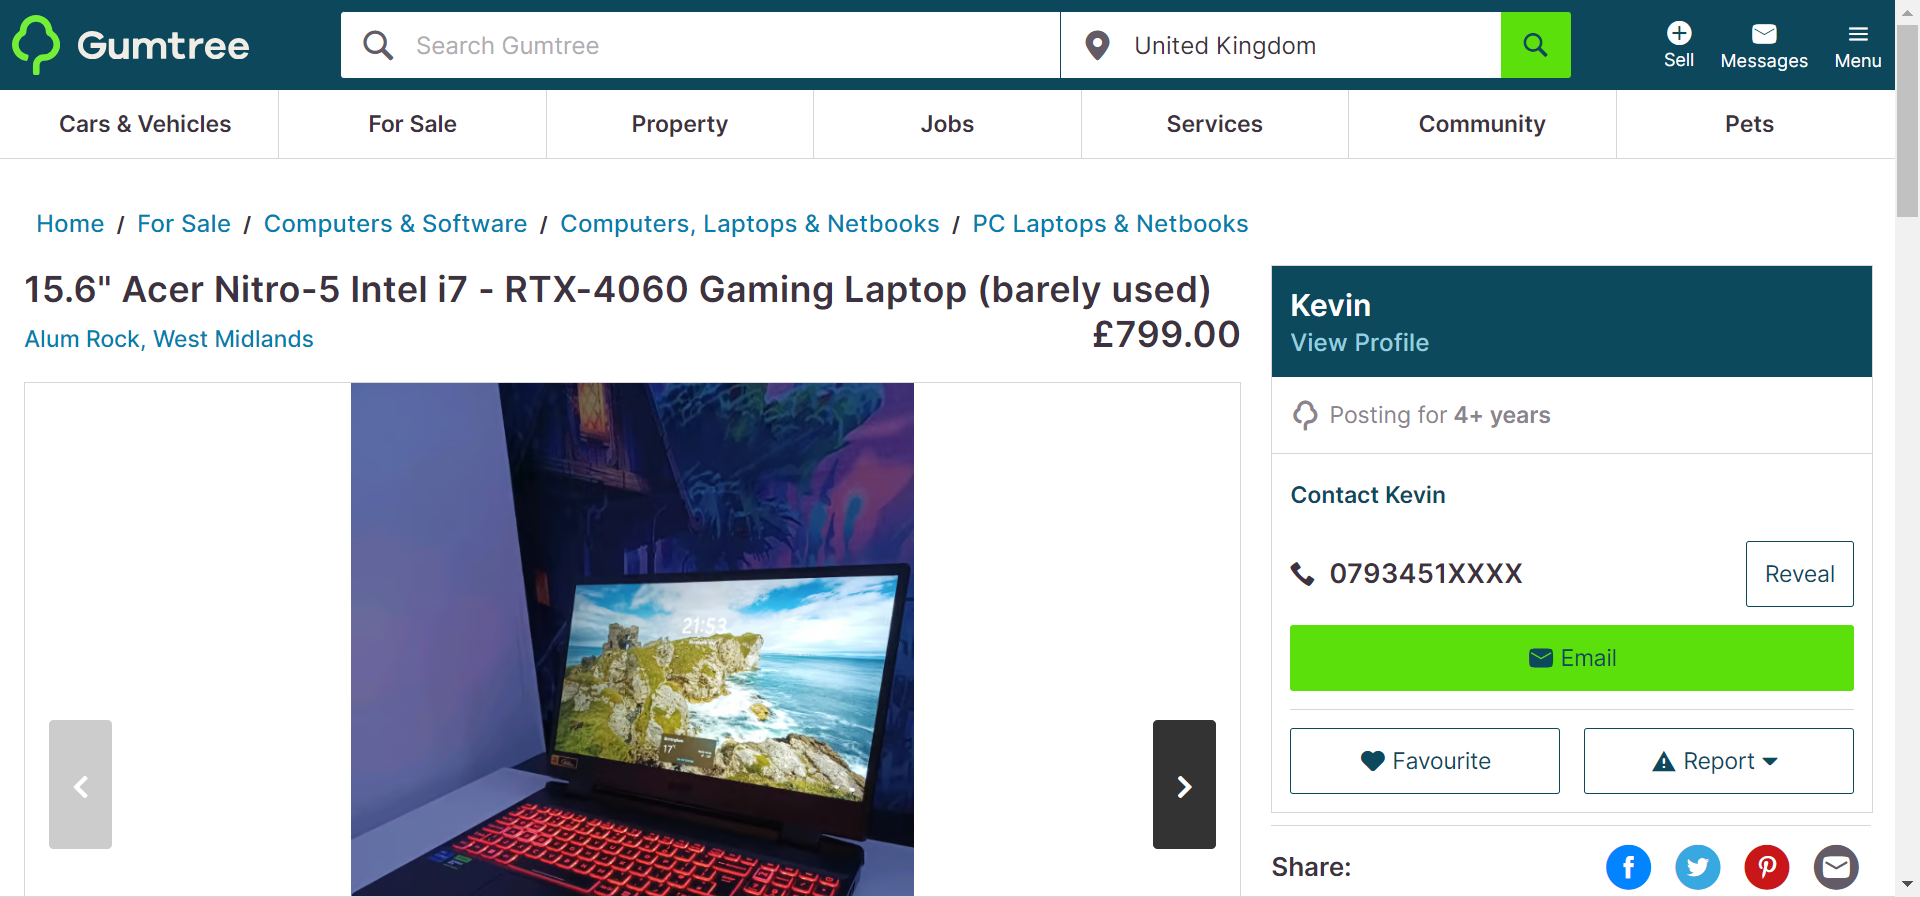 Gumtree
Search Gumtree
United Kingdom
Sell
Messages
Menu
Cars & Vehicles
For Sale
Property
Jobs
Services
Community
Pets
Home / For Sale / Computers & Software / Computers, Laptops & Netbooks / PC Laptops & Netbooks
15.6" Acer Nitro-5 Intel i7 - RTX-4060 Gaming Laptop (barely used)
Alum Rock, West Midlands
£799.00
21:53
17°
Kevin
View Profile
Posting for 4+ years
Contact Kevin
0793451XXXX
Reveal
Email
Favourite
Report
Share: